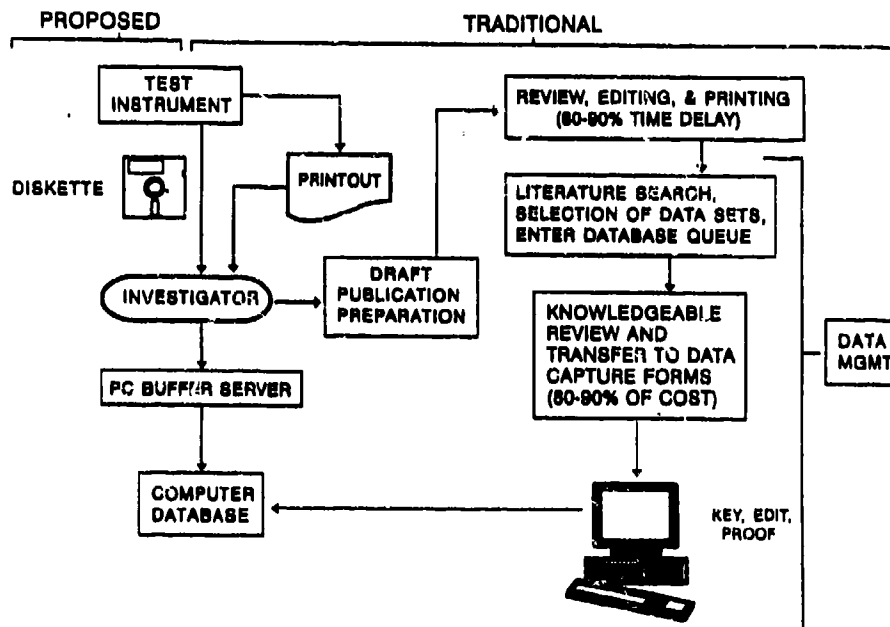 PROPOSED
TRADITIONAL
TEST
INSTRUMENT
DISKETTE
PRINTOUT
INVESTIGATOR
DRAFT
PUBLICATION
PREPARATION
PC BUFFER SERVER
COMPUTER
DATABASE
REVIEW, EDITING, & PRINTING
(80-90% TIME DELAY)
LITERATURE SEARCH,
SELECTION OF DATA SETS,
ENTER DATABASE QUEUE
KNOWLEDGEABLE
REVIEW AND
TRANSFER TO DATA
CAPTURE FORMS
(80-90% OF COST)
DATA
MGMT
KEY, EDIT,
PROOF